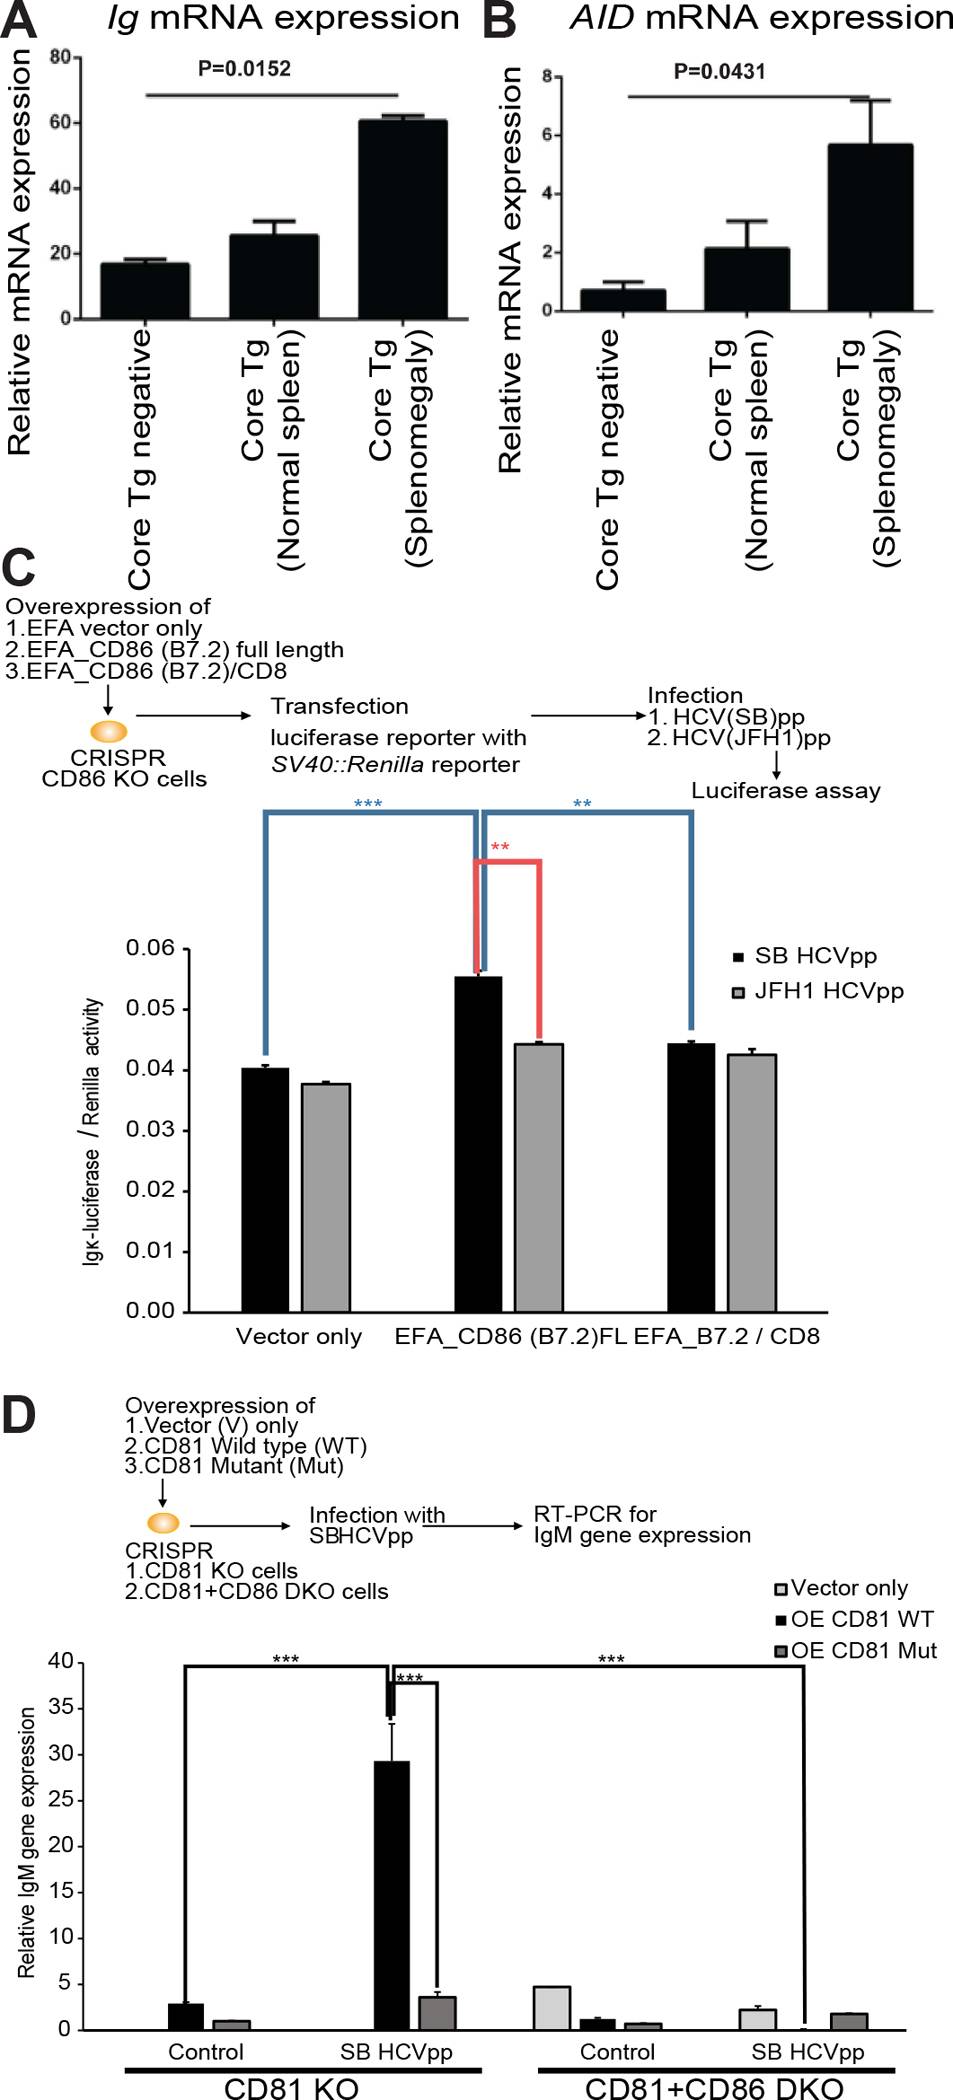 A
Ig mRNA expression
Relative mRNA expression
80
60
40
20
0
P=0.0152
Core Tg negative
Core Tg
(Normal spleen)
Core Tg
(Splenomegaly)
B
AID mRNA expression
Relative mRNA expression
8
6
4
2
0
P=0.0431
Core Tg negative
Core Tg
(Normal spleen)
Core Tg
(Splenomegaly)
C
Overexpression of
1.EFA vector only
2.EFA_CD86 (B7.2) full length
3.EFA_CD86 (B7.2)/CD8
CRISPR
CD86 KO cells
Transfection
luciferase reporter with
SV40::Renilla reporter
Infection
1. HCV(SB)pp
2. HCV(JFH1)pp
Luciferase assay
***
**
**
SB HCVpp
JFH1 HCVpp
Igκ-luciferase / Renilla activity
0.06
0.05
0.04
0.03
0.02
0.01
0.00
Vector only
EFA_CD86 (B7.2)FL
EFA_B7.2 / CD8
D
Overexpression of
1.Vector (V) only
2.CD81 Wild type (WT)
3.CD81 Mutant (Mut)
CRISPR
1.CD81 KO cells
2.CD81+CD86 DKO cells
Infection with
SBHCVpp
RT-PCR for
IgM gene expression
Vector only
OE CD81 WT
OE CD81 Mut
***
***
***
Relative IgM gene expression
40
35
30
25
20
15
10
5
0
Control
SB HCVpp
Control
SB HCVpp
CD81 KO
CD81+CD86 DKO